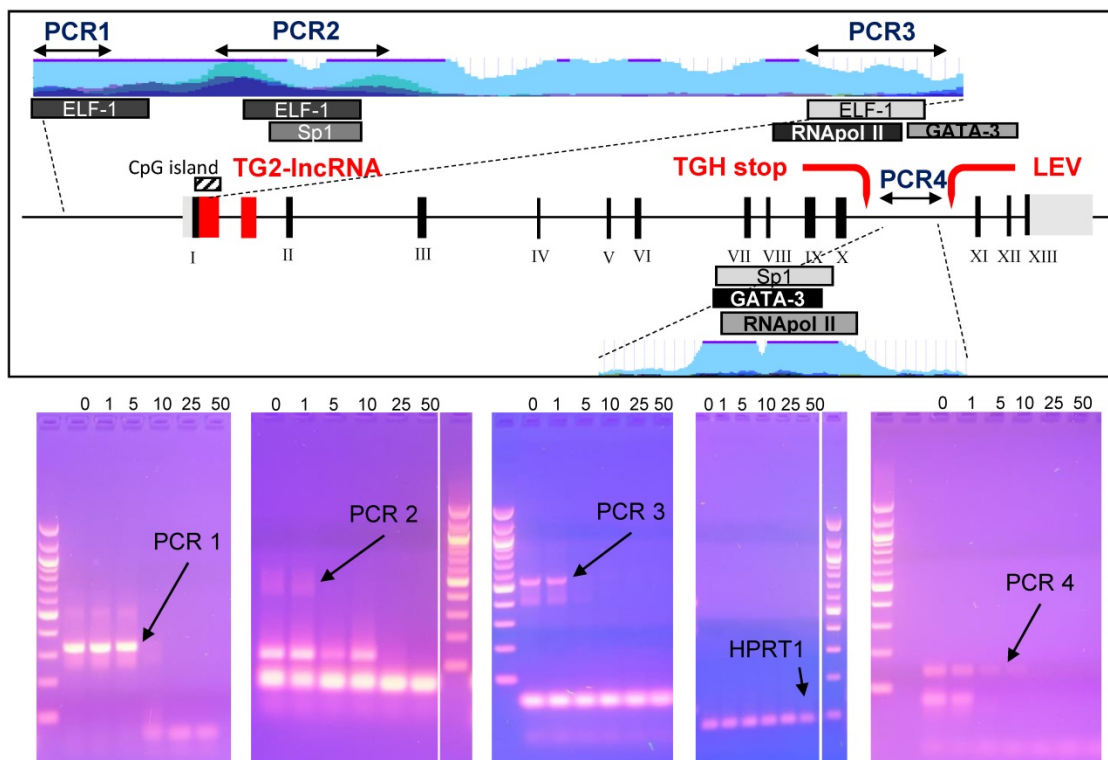 PCR1 PCR2 PCR3
ELF-1 ELF-1 ELF-1
Sp1 RNApol II GATA-3
CpG island TG2-lncRNA TGH stop PCR4 LEV
I II III IV V VI VII VIII IX X XI XII XIII
Sp1
GATA-3
RNApol II
0 1 5 10 25 50 0 1 5 10 25 50 0 1 5 10 25 50 0 1 5 10 25 50 0 1 5 10 25 50
PCR 1 PCR 2 PCR 3 HPRT1 PCR 4